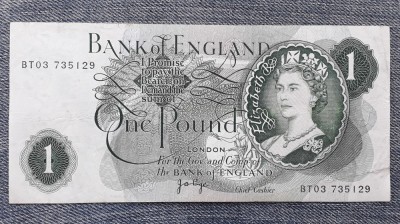 BANK of ENGLAND
BT03 735129
I Promise
to pay the
Bearer on
Demand the
sum of
1
One Pound
Elizabeth R
LONDON
For the Govr and Compa of
The BANK of ENGLAND
1
Chief Cashier
BT03 735129